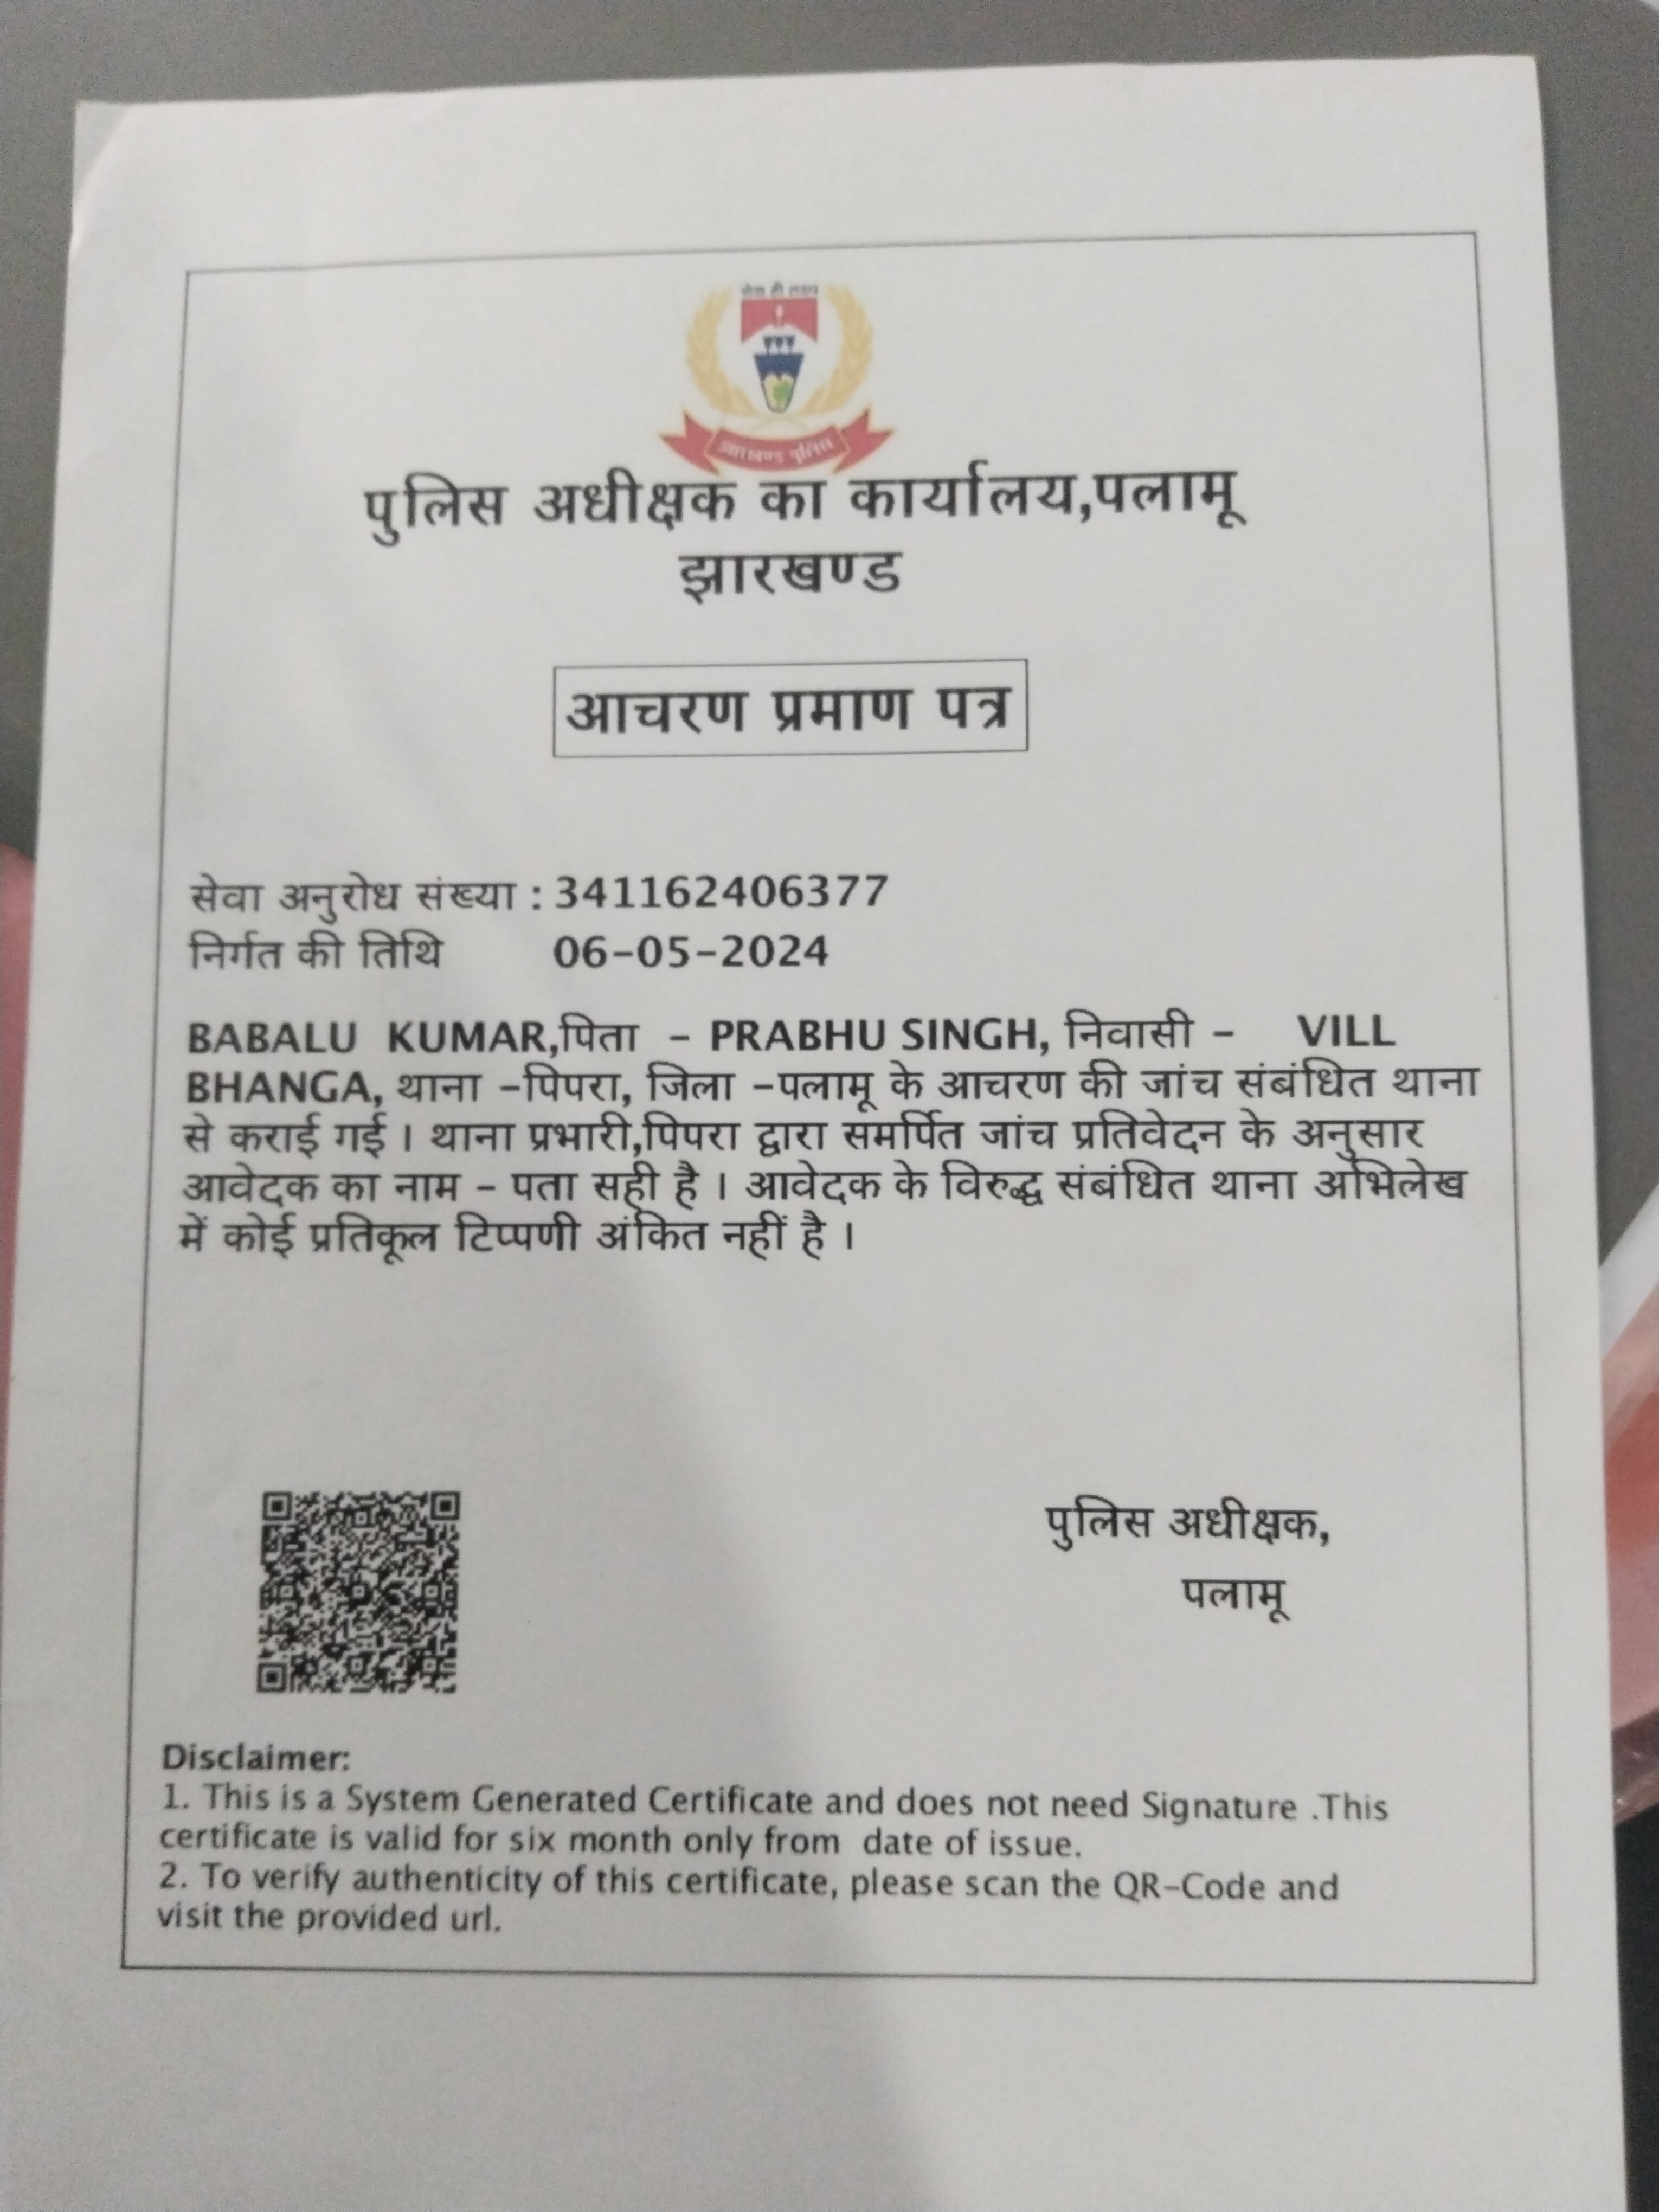 सेवा ही लक्ष्य
झारखण्ड पुलिस
पुलिस अधीक्षक का कार्यालय,पलामू
झारखण्ड
आचरण प्रमाण पत्र
सेवा अनुरोध संख्या : 341162406377
निर्गत की तिथि 06-05-2024
BABALU KUMAR,पिता - PRABHU SINGH, निवासी - VILL
BHANGA, थाना -पिपरा, जिला -पलामू के आचरण की जांच संबंधित थाना
से कराई गई । थाना प्रभारी,पिपरा द्वारा समर्पित जांच प्रतिवेदन के अनुसार
आवेदक का नाम - पता सही है । आवेदक के विरुद्ध संबंधित थाना अभिलेख
में कोई प्रतिकूल टिप्पणी अंकित नहीं है ।
पुलिस अधीक्षक,
पलामू
Disclaimer:
1. This is a System Generated Certificate and does not need Signature .This
certificate is valid for six month only from date of issue.
2. To verify authenticity of this certificate, please scan the QR-Code and
visit the provided url.